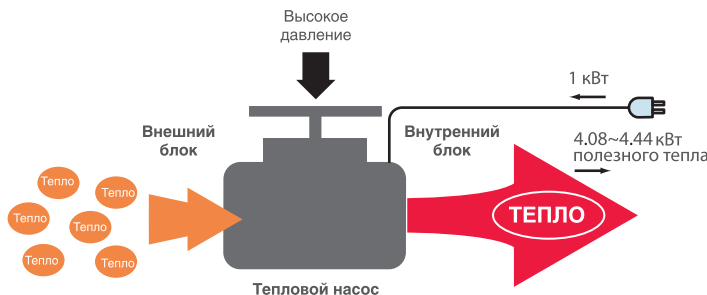 Высокое
давление
1 кВт
Внешний
блок
Внутренний
блок
4.08~4.44 кВт
полезного тепла
Тепло
Тепло
Тепло
Тепло
Тепло
Тепло
ТЕПЛО
Тепловой насос